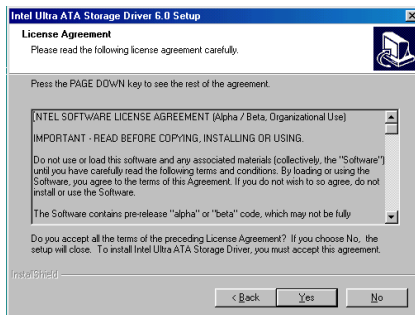 Intel Ultra ATA Storage Driver 6.0 Setup
License Agreement
Please read the following license agreement carefully.
Press the PAGE DOWN key to see the rest of the agreement.
INTEL SOFTWARE LICENSE AGREEMENT (Alpha / Beta, Organizational Use)
IMPORTANT - READ BEFORE COPYING, INSTALLING OR USING.
Do not use or load this software and any associated materials (collectively, the "Software")
until you have carefully read the following terms and conditions. By loading or using the
Software, you agree to the terms of this Agreement. If you do not wish to so agree, do not
install or use the Software.
The Software contains pre-release "alpha" or "beta" code, which may not be fully
Do you accept all the terms of the preceding License Agreement? If you choose No, the
setup will close. To install Intel Ultra ATA Storage Driver, you must accept this agreement.
InstallShield
< Back Yes No